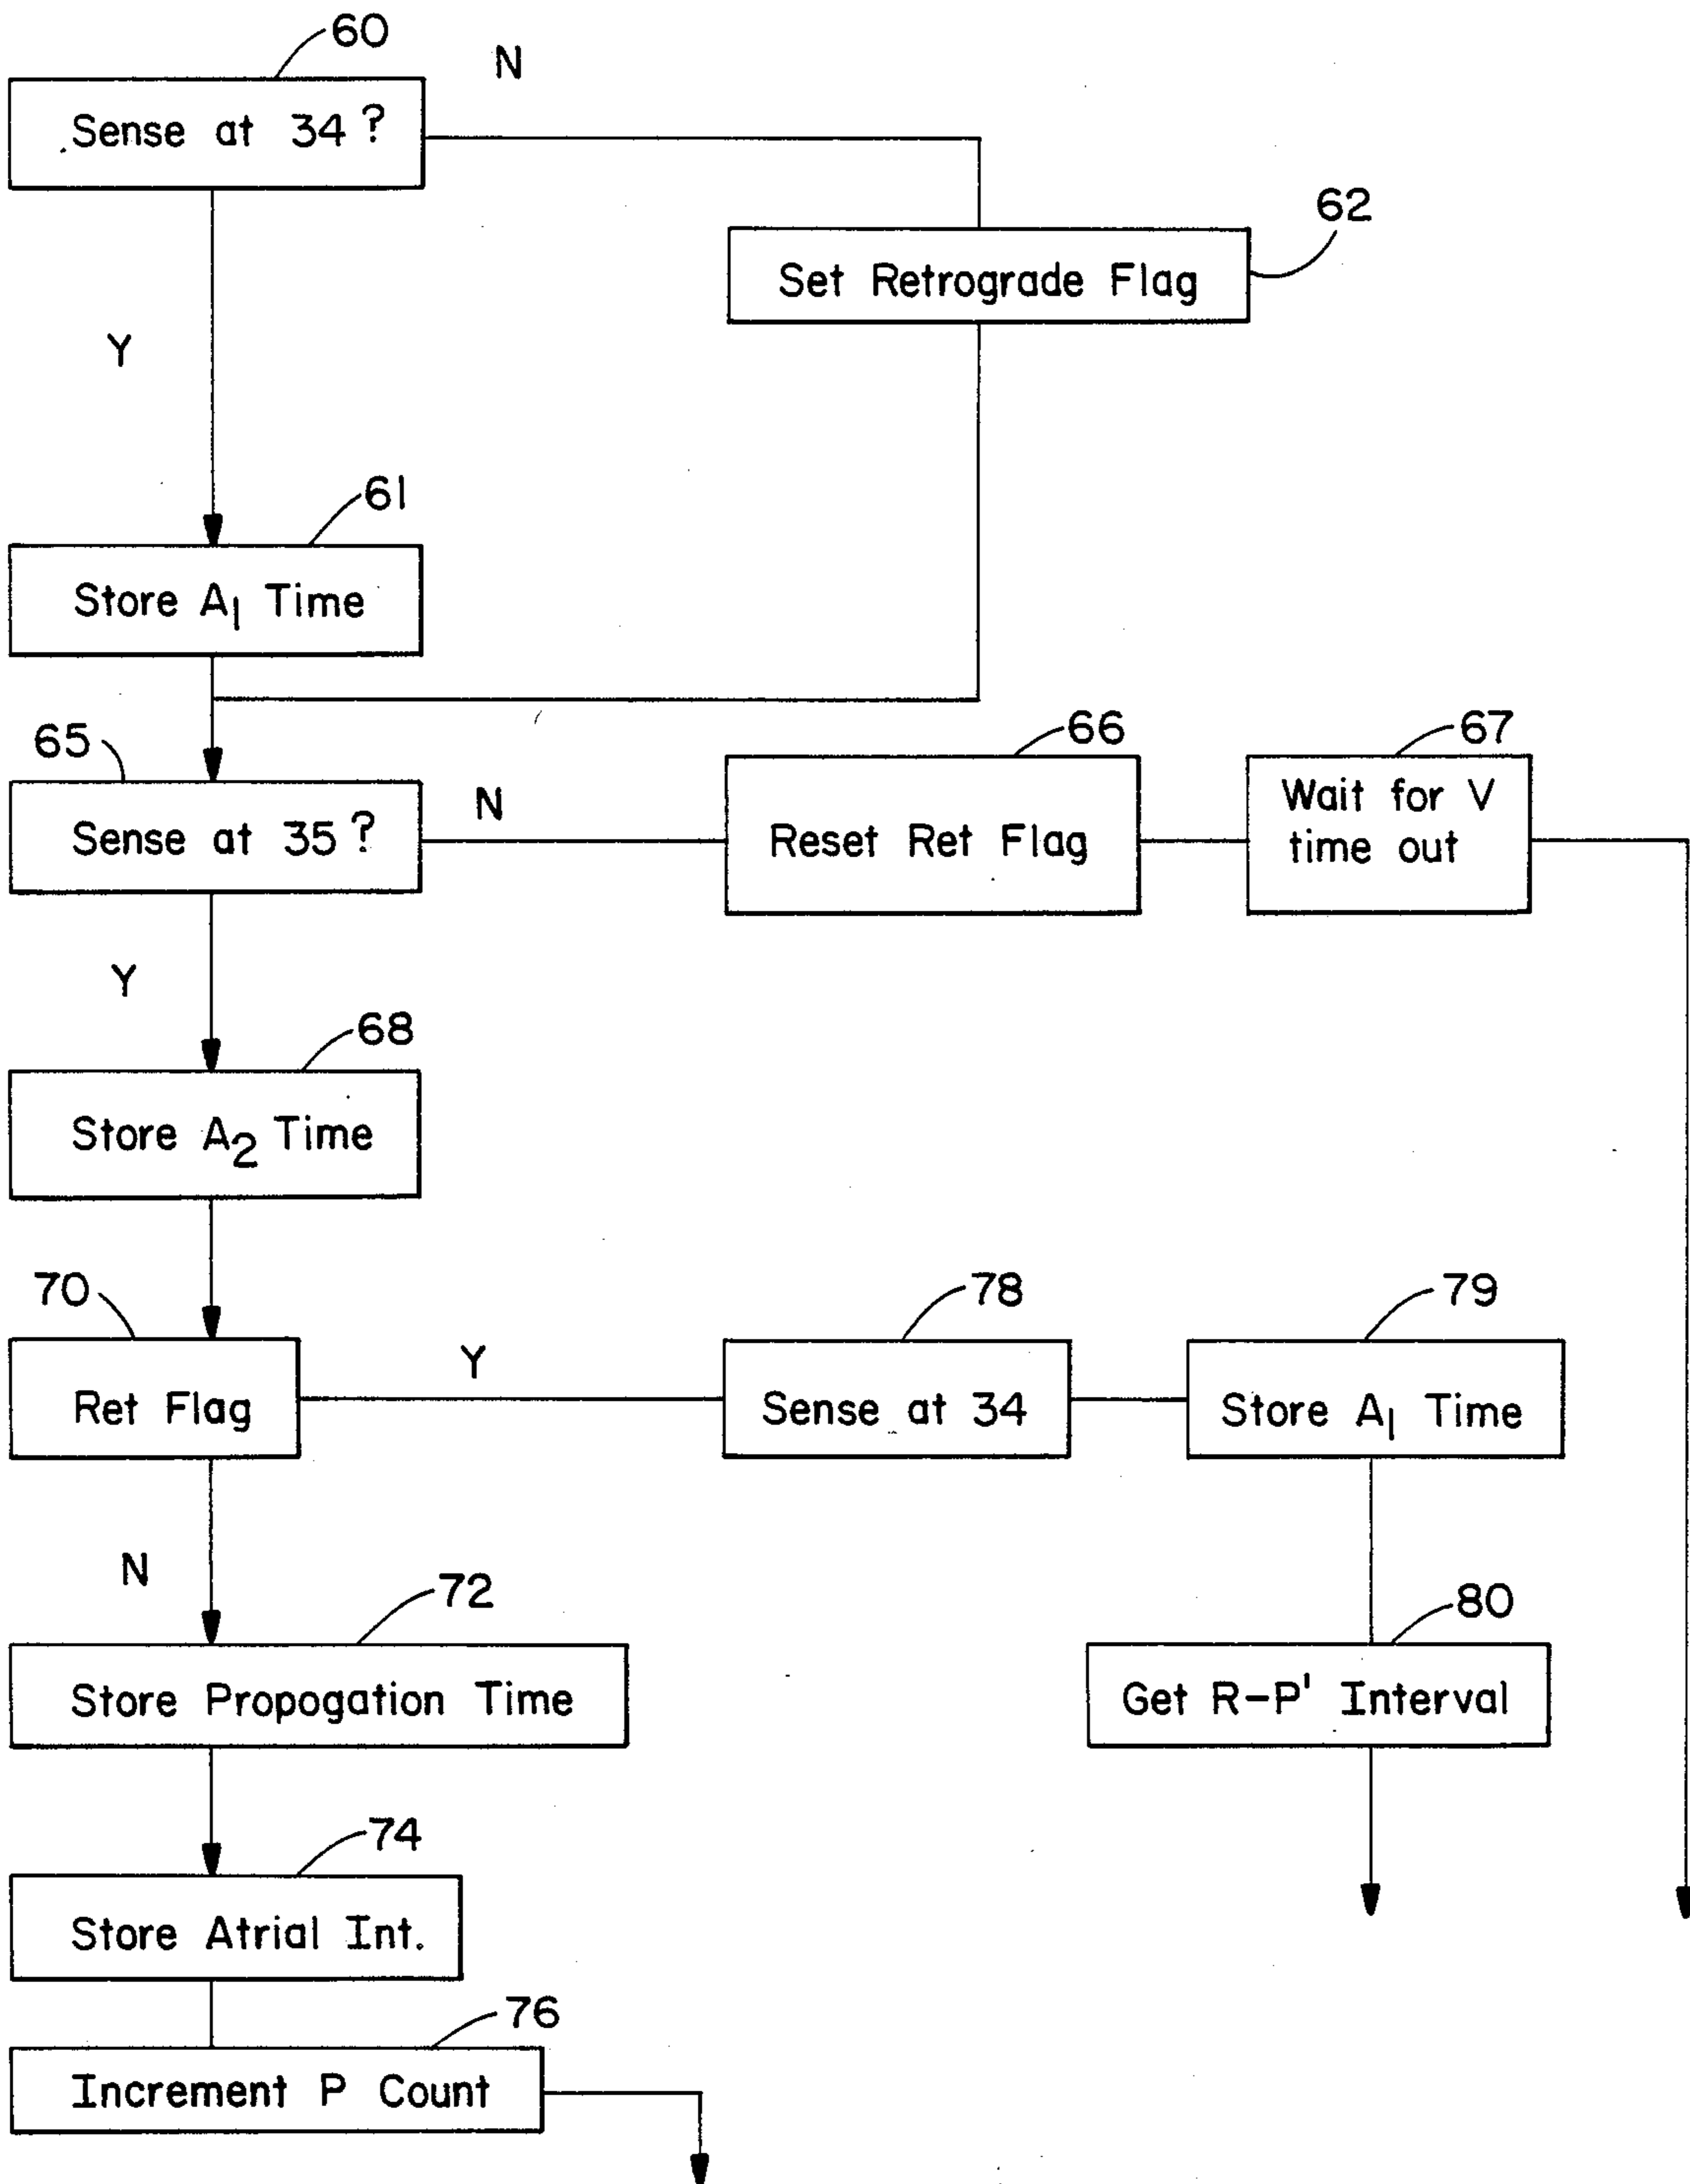 60
N
Sense at 34?
62
Set Retrograde Flag
Y
61
Store A₁ Time
65
66
67
Sense at 35?
N
Reset Ret Flag
Wait for V
time out
Y
68
Store A₂ Time
70
78
79
Ret Flag
Y
Sense at 34
Store A₁ Time
N
72
80
Store Propogation Time
Get R-P' Interval
74
Store Atrial Int.
76
Increment P Count